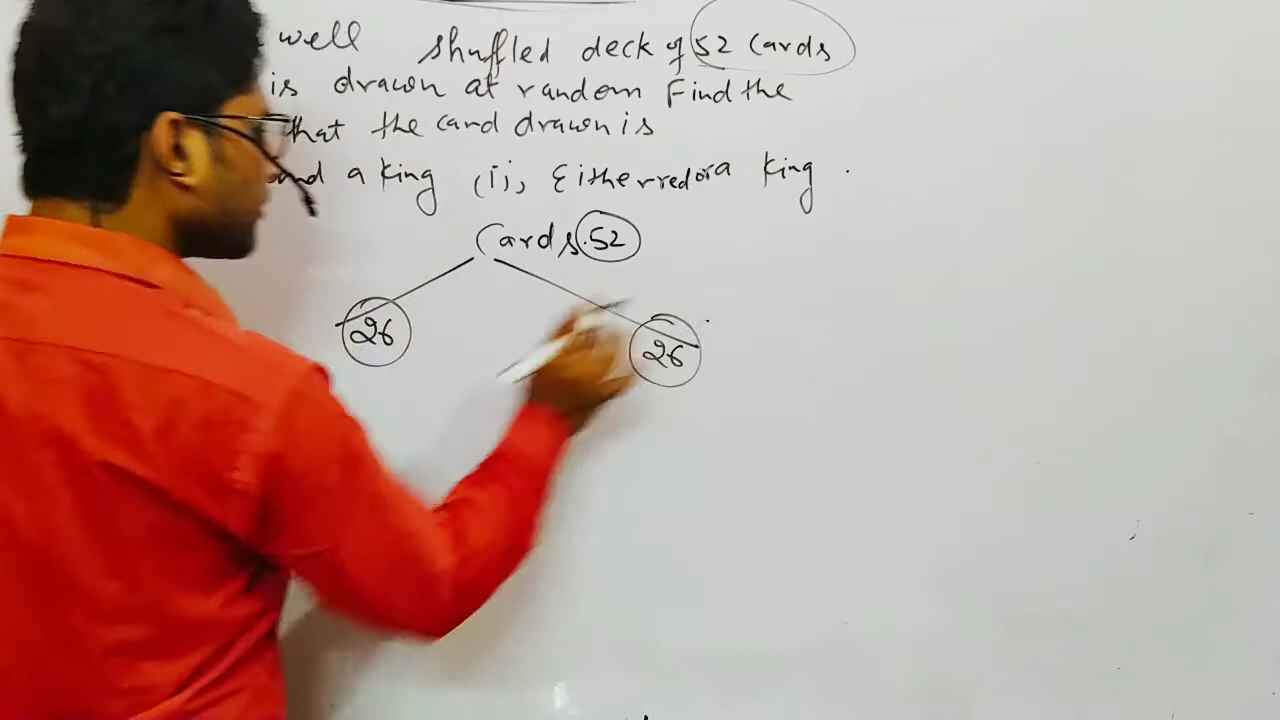 well shuffled deck of 52 Cards
is drawn at random Find the
that the card drawn is
and a king (ii) Either red or a king.
Cards 52
26 26